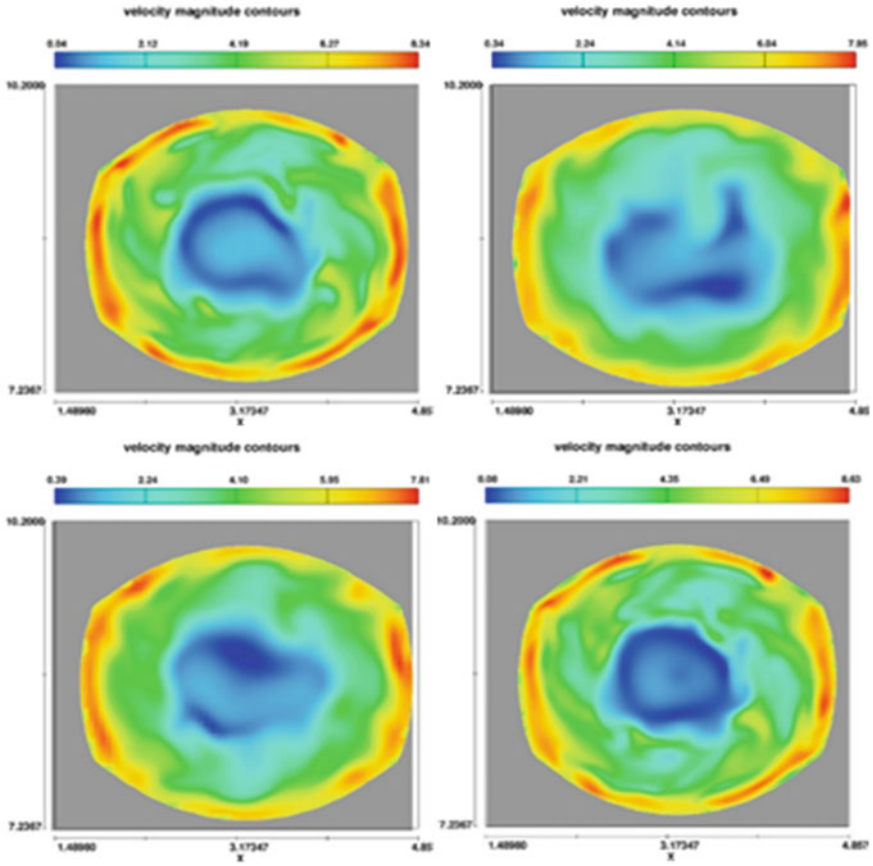 velocity magnitude contours
0.04 2.12 4.19 6.27 8.34
10.2000
7.2367
1.48980 3.17347 4.85
x
velocity magnitude contours
0.34 2.24 4.14 6.04 7.95
10.2000
7.2367
1.48980 3.17347 4.85
x
velocity magnitude contours
0.39 2.24 4.10 5.95 7.81
10.2000
7.2367
1.48980 3.17347 4.85
x
velocity magnitude contours
2.21 4.35 6.49 8.63
10.2000
7.2367
1.48980 3.17347 4.857
x